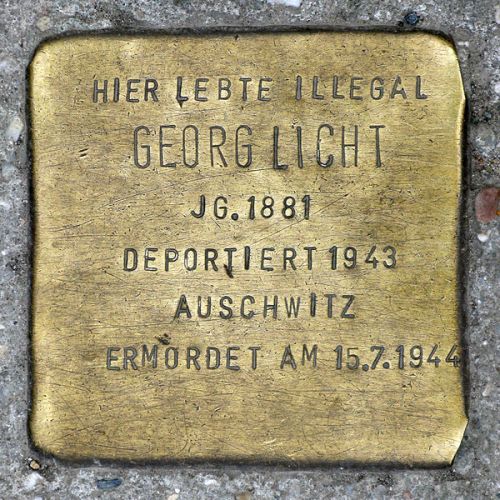 HIER LEBTE ILLEGAL
GEORG LICHT
JG. 1881
DEPORTIERT 1943
AUSCHWITZ
ERMORDET AM 15.7.1944